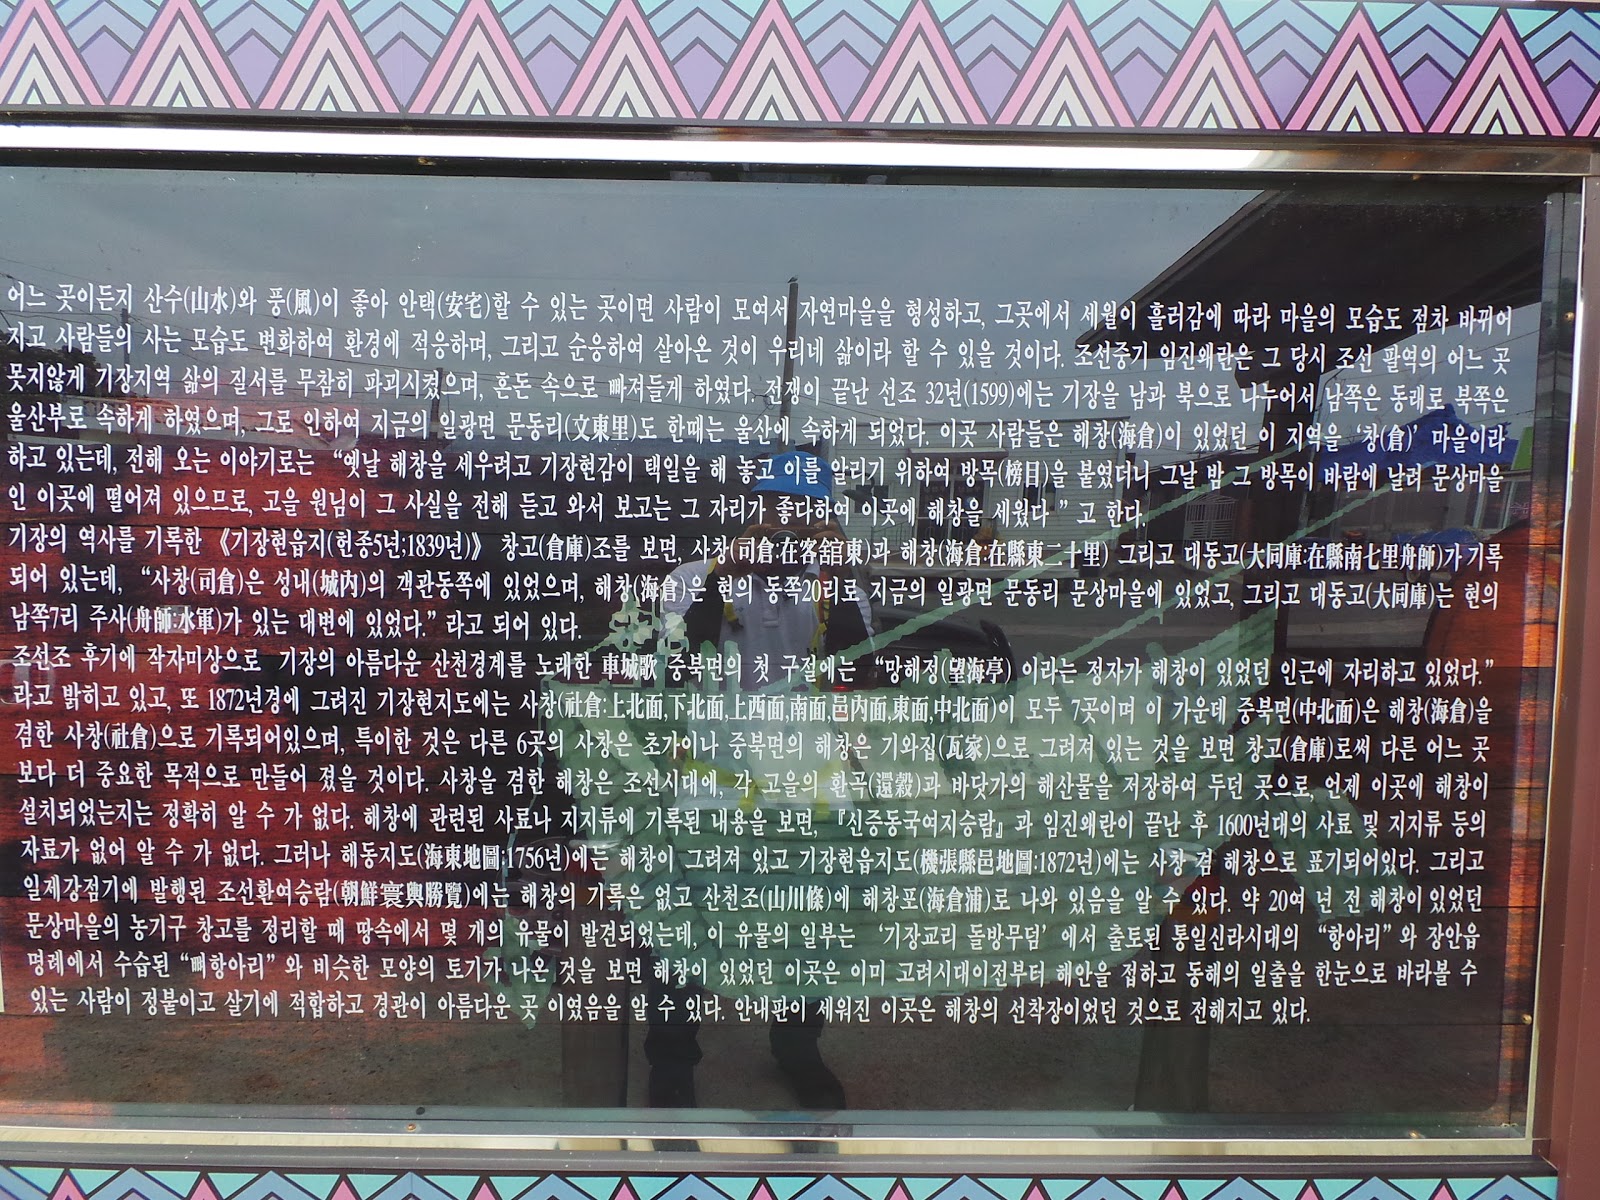 어느 곳이든지 산수(山水)와 풍(風)이 좋아 안택(安宅)할 수 있는 곳이면 사람이 모여서 자연마을을 형성하고, 그곳에서 세월이 흘러감에 따라 마을의 모습도 점차 바뀌어
지고 사람들의 사는 모습도 변화하여 환경에 적응하며, 그리고 순응하여 살아온 것이 우리네 삶이라 할 수 있을 것이다. 조선중기 임진왜란은 그 당시 조선 팔역의 어느 곳
못지않게 기장지역 삶의 질서를 무참히 파괴시켰으며, 혼돈 속으로 빠져들게 하였다. 전쟁이 끝난 선조 32년(1599)에는 기장을 남과 북으로 나누어서 남쪽은 동래로 북쪽은
울산부로 속하게 하였으며, 그로 인하여 지금의 일광면 문동리(文東里)도 한때는 울산에 속하게 되었다. 이곳 사람들은 해창(海倉)이 있었던 이 지역을 ‘창(倉)’ 마을이라
하고 있는데, 전해 오는 이야기로는 “옛날 해창을 세우려고 기장현감이 택일을 해 놓고 이를 알리기 위하여 방목(榜目)을 붙였더니 그날 밤 그 방목이 바람에 날려 문상마을
인 이곳에 떨어져 있으므로, 고을 원님이 그 사실을 전해 듣고 와서 보고는 그 자리가 좋다하여 이곳에 해창을 세웠다 ” 고 한다.
기장의 역사를 기록한 《기장현읍지(헌종5년;1839년)》 창고(倉庫)조를 보면, 사창(司倉:在客舘東)과 해창(海倉:在縣東二十里) 그리고 대동고(大同庫:在縣南七里舟師)가 기록
되어 있는데, “사창(司倉)은 성내(城內)의 객관동쪽에 있었으며, 해창(海倉)은 현의 동쪽20리로 지금의 일광면 문동리 문상마을에 있었고, 그리고 대동고(大同庫)는 현의
남쪽7리 주사(舟師:水軍)가 있는 대변에 있었다.” 라고 되어 있다.
조선조 후기에 작자미상으로 기장의 아름다운 산천경계를 노래한 車城歌 중북면의 첫 구절에는 “망해정(望海亭) 이라는 정자가 해창이 있었던 인근에 자리하고 있었다.”
라고 밝히고 있고, 또 1872년경에 그려진 기장현지도에는 사창(社倉:上北面,下北面,上西面,南面,邑內面,東面,中北面)이 모두 7곳이며 이 가운데 중북면(中北面)은 해창(海倉)을
겸한 사창(社倉)으로 기록되어있으며, 특이한 것은 다른 6곳의 사창은 초가이나 중북면의 해창은 기와집(瓦家)으로 그려져 있는 것을 보면 창고(倉庫)로써 다른 어느 곳
보다 더 중요한 목적으로 만들어 졌을 것이다. 사창을 겸한 해창은 조선시대에, 각 고을의 환곡(還穀)과 바닷가의 해산물을 저장하여 두던 곳으로, 언제 이곳에 해창이
설치되었는지는 정확히 알 수 가 없다. 해창에 관련된 사료나 지지류에 기록된 내용을 보면, 『신증동국여지승람』과 임진왜란이 끝난 후 1600년대의 사료 및 지지류 등의
자료가 없어 알 수 가 없다. 그러나 해동지도(海東地圖:1756년)에는 해창이 그려져 있고 기장현읍지도(機張縣邑地圖:1872년)에는 사창 겸 해창으로 표기되어있다. 그리고
일제강점기에 발행된 조선환여승람(朝鮮寰輿勝覽)에는 해창의 기록은 없고 산천조(山川條)에 해창포(海倉浦)로 나와 있음을 알 수 있다. 약 20여 년 전 해창이 있었던
문상마을의 농기구 창고를 정리할 때 땅속에서 몇 개의 유물이 발견되었는데, 이 유물의 일부는 ‘기장교리 돌방무덤’ 에서 출토된 통일신라시대의 “항아리” 와 장안읍
명례에서 수습된 “뼈항아리” 와 비슷한 모양의 토기가 나온 것을 보면 해창이 있었던 이곳은 이미 고려시대이전부터 해안을 접하고 동해의 일출을 한눈으로 바라볼 수
있는 사람이 정붙이고 살기에 적합하고 경관이 아름다운 곳 이였음을 알 수 있다. 안내판이 세워진 이곳은 해창의 선착장이었던 것으로 전해지고 있다.